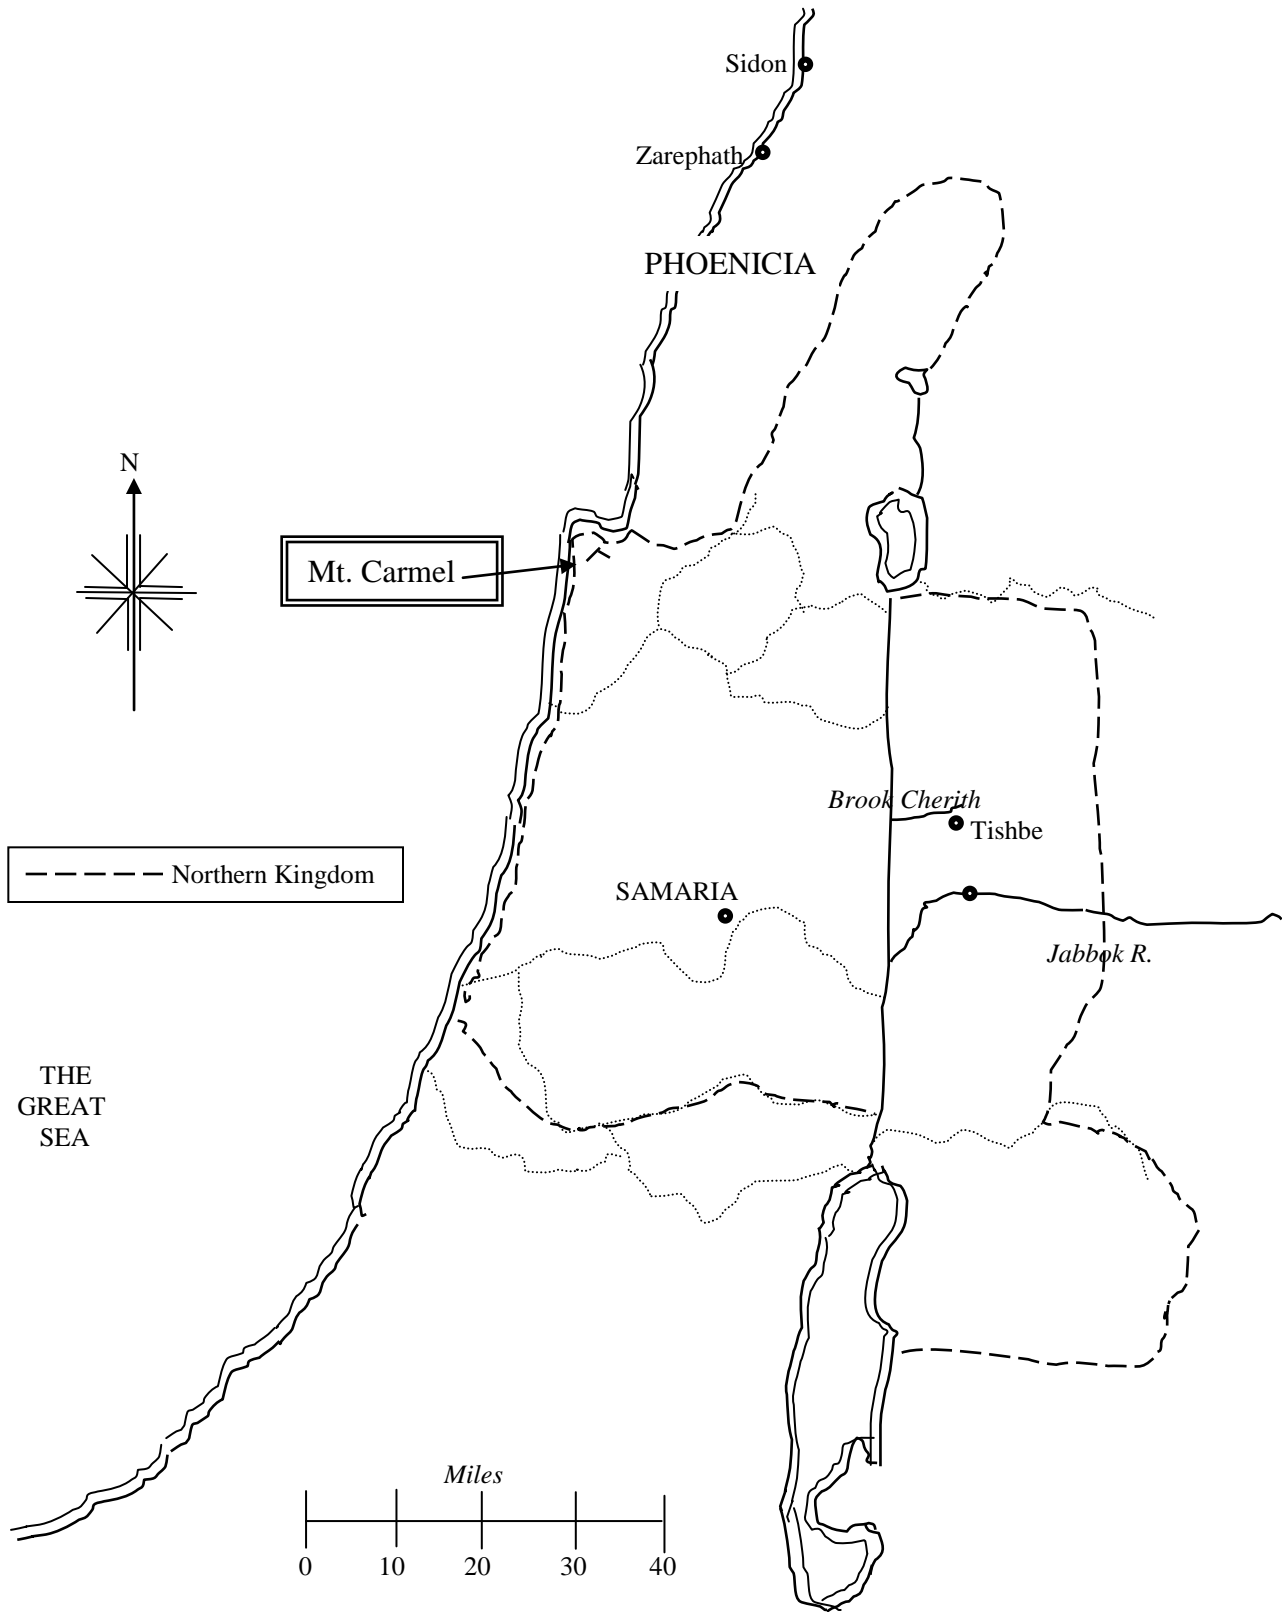 Sidon
Zarephath
PHOENICIA
N
Mt. Carmel
Brook Cherith
Tishbe
Northern Kingdom
SAMARIA
Jabbok R.
THE
GREAT
SEA
Miles
0 10 20 30 40